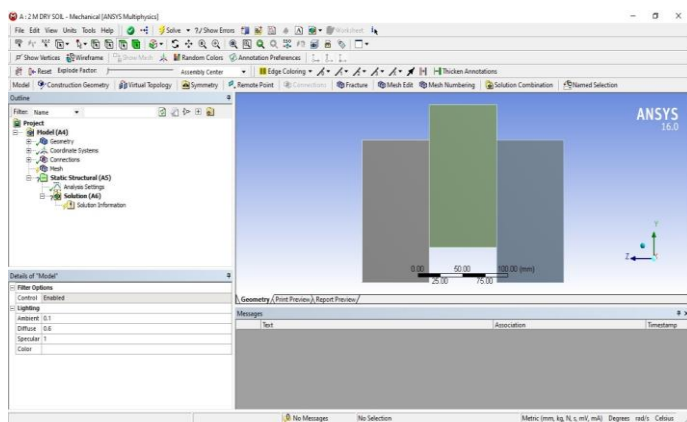 A : 2 M DRY SOIL - Mechanical [ANSYS Multiphysics]
File Edit View Units Tools Help Solve ?/Show Errors Worksheet
Show Vertices Wireframe Show Mesh Random Colors Annotation Preferences
Reset Explode Factor: Assembly Center Edge Coloring Thicken Annotations
Model Construction Geometry Virtual Topology Symmetry Remote Point Connections Fracture Mesh Edit Mesh Numbering Solution Combination Named Selection
Outline
Filter: Name
Project
Model (A4)
Geometry
Coordinate Systems
Connections
Mesh
Static Structural (A5)
Analysis Settings
Solution (A6)
Solution Information
ANSYS
16.0
Y
Z
0.00 50.00 100.00 (mm)
25.00 75.00
Details of "Model"
Filter Options
Control Enabled
Lighting
Ambient 0.1
Diffuse 0.6
Specular 1
Color
Geometry Print Preview Report Preview
Messages
Text Association Timestamp
No Messages No Selection Metric (mm, kg, N, s, mV, mA) Degrees rad/s Celsius